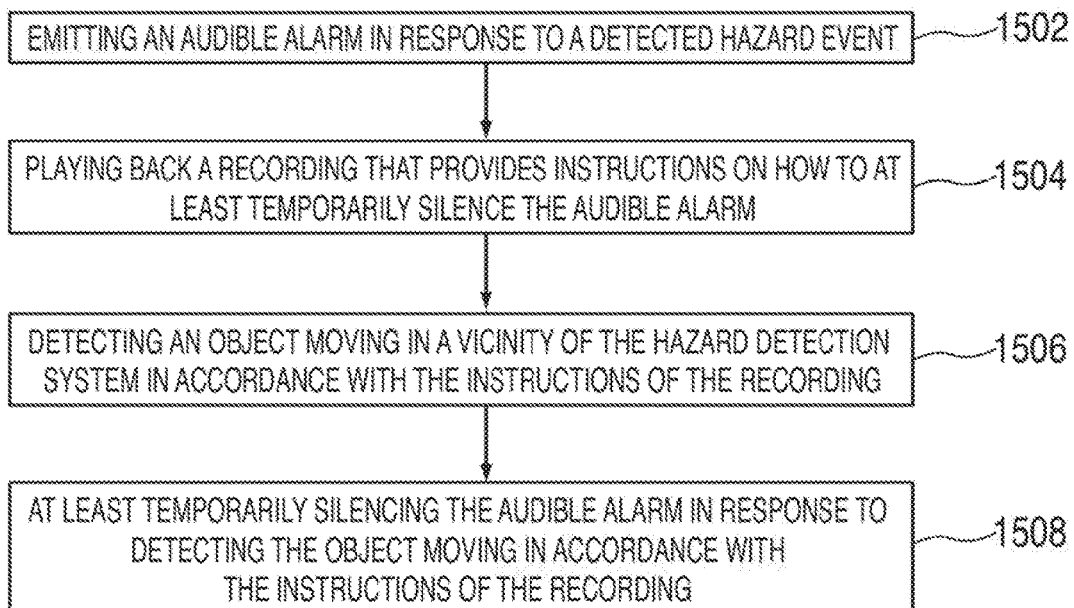 EMITTING AN AUDIBLE ALARM IN RESPONSE TO A DETECTED HAZARD EVENT
1502
PLAYING BACK A RECORDING THAT PROVIDES INSTRUCTIONS ON HOW TO AT
LEAST TEMPORARILY SILENCE THE AUDIBLE ALARM
1504
DETECTING AN OBJECT MOVING IN A VICINITY OF THE HAZARD DETECTION
SYSTEM IN ACCORDANCE WITH THE INSTRUCTIONS OF THE RECORDING
1506
AT LEAST TEMPORARILY SILENCING THE AUDIBLE ALARM IN RESPONSE TO
DETECTING THE OBJECT MOVING IN ACCORDANCE WITH
THE INSTRUCTIONS OF THE RECORDING
1508